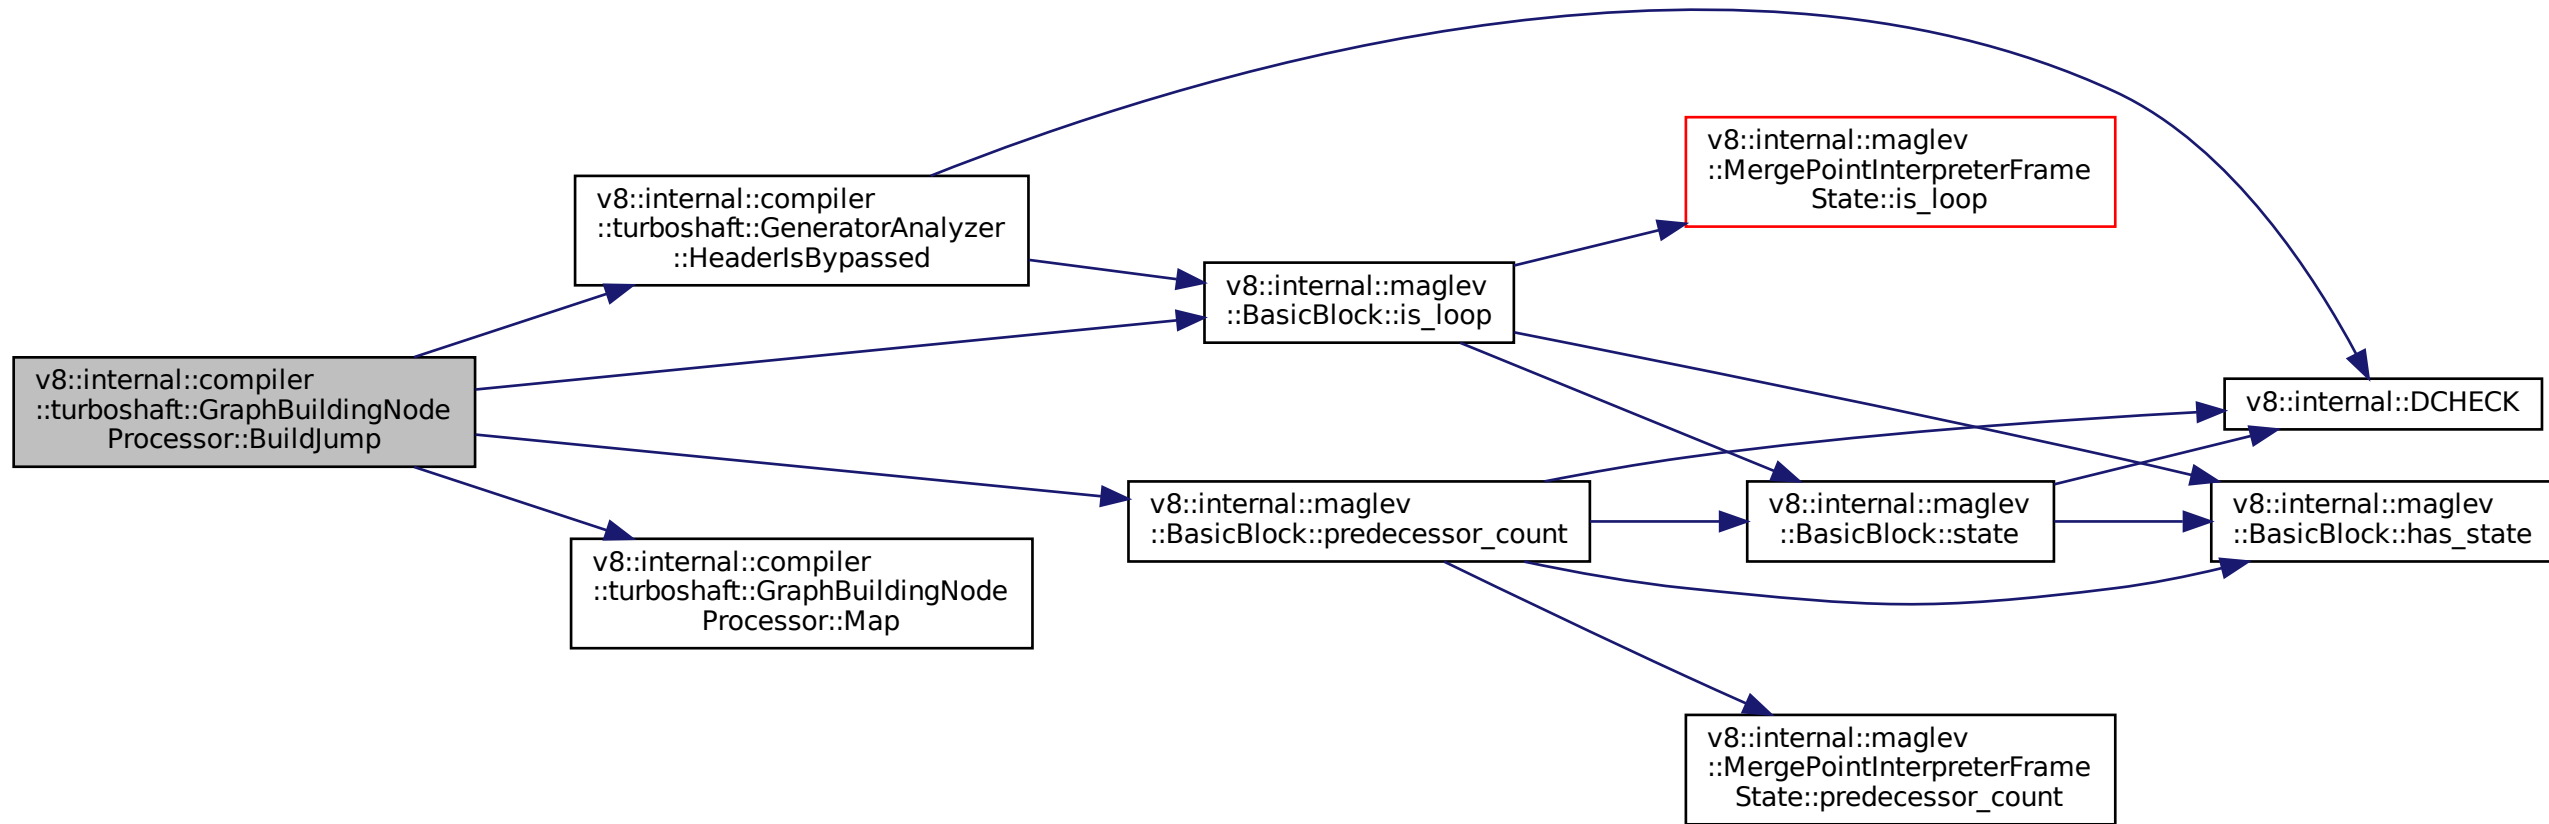 v8::internal::compiler
::turboshaft::GraphBuildingNode
Processor::BuildJump
v8::internal::compiler
::turboshaft::GeneratorAnalyzer
::HeaderIsBypassed
v8::internal::maglev
::BasicBlock::is_loop
v8::internal::maglev
::MergePointInterpreterFrame
State::is_loop
v8::internal::DCHECK
v8::internal::maglev
::BasicBlock::predecessor_count
v8::internal::maglev
::BasicBlock::state
v8::internal::maglev
::BasicBlock::has_state
v8::internal::compiler
::turboshaft::GraphBuildingNode
Processor::Map
v8::internal::maglev
::MergePointInterpreterFrame
State::predecessor_count